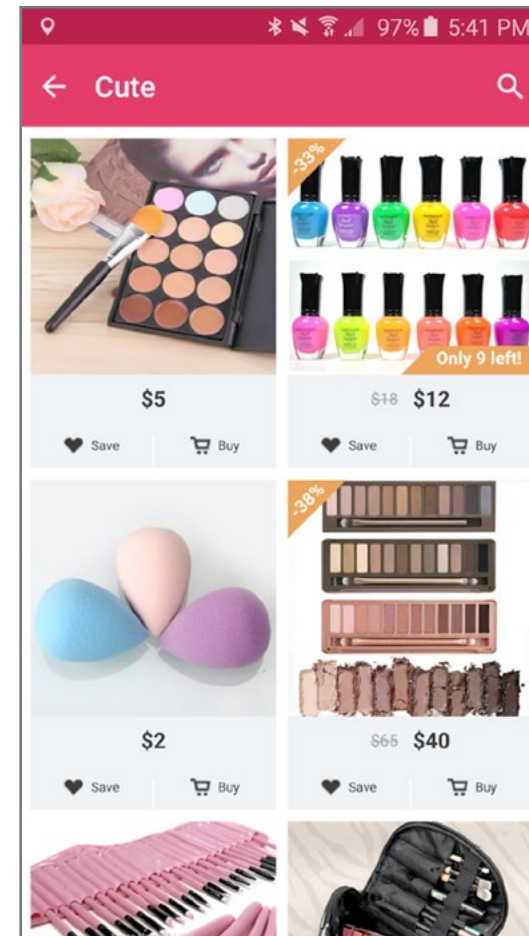 97% 5:41 PM
Cute
-33%
Only 9 left!
$5
$18 $12
Save Buy
Save Buy
-38%
$2
$65 $40
Save Buy
Save Buy